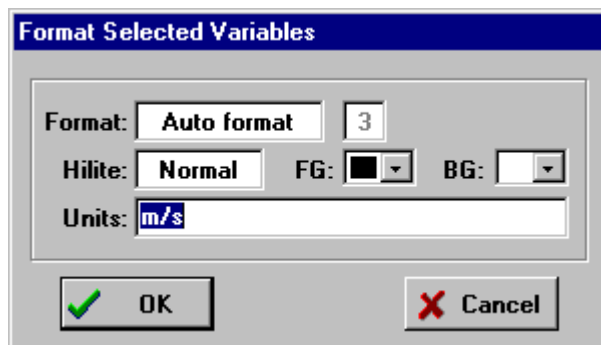 Format Selected Variables
Format: Auto format 3
Hilite: Normal FG: BG:
Units: m/s
OK Cancel